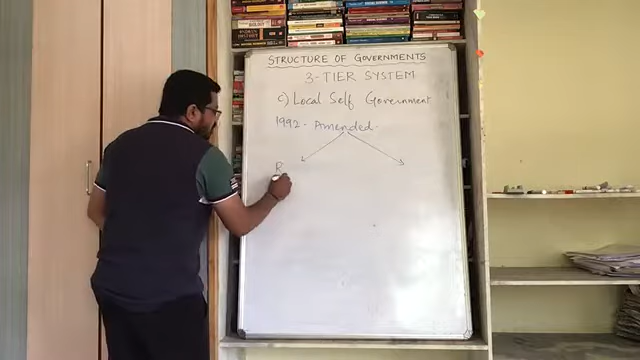 STRUCTURE OF GOVERNMENTS
3-TIER SYSTEM
c) Local Self Government
1992 - Amended.
R